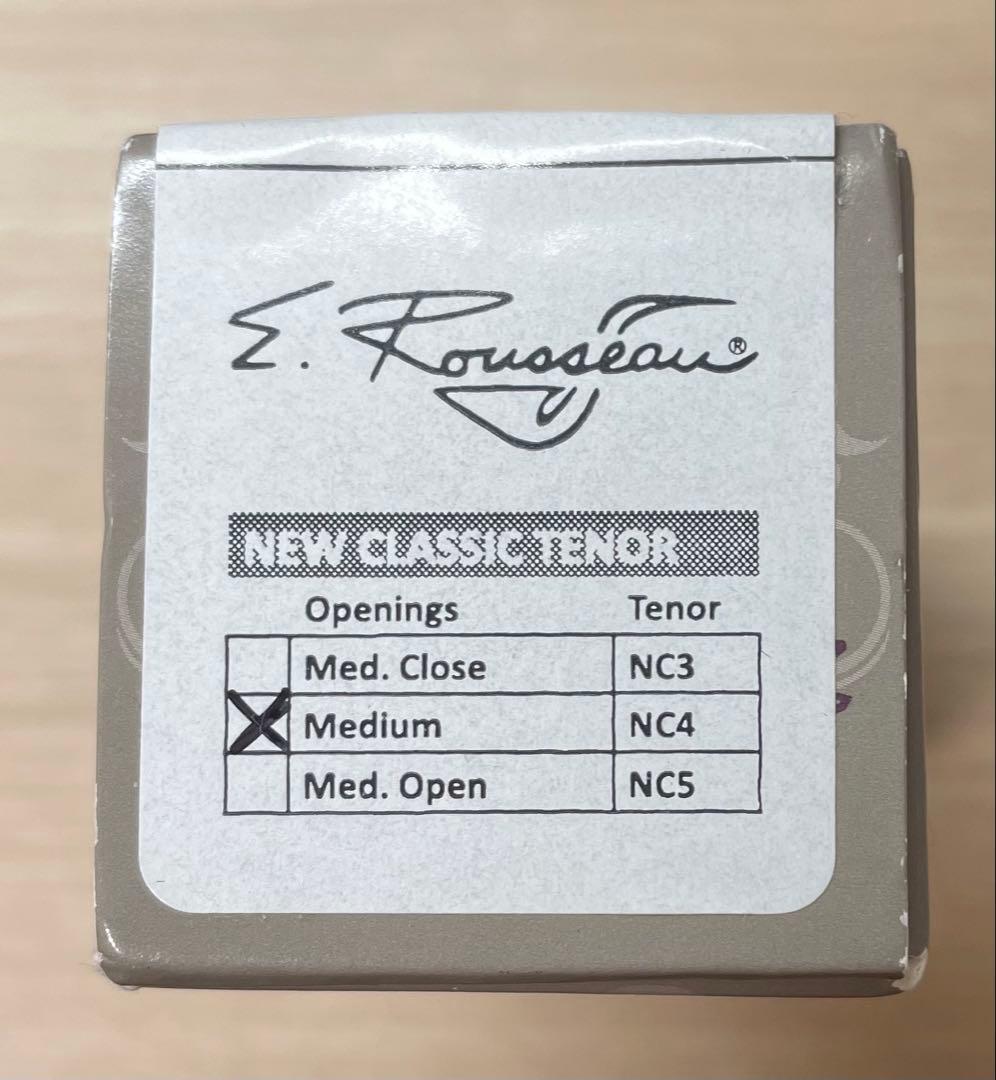 E. Rousseau®
NEW CLASSIC TENOR
Openings Tenor
Med. Close NC3
Medium NC4
Med. Open NC5